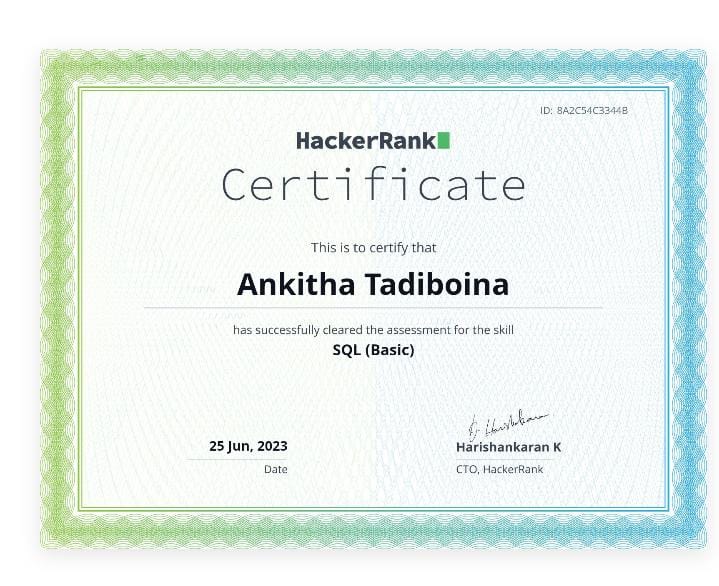 ID: 8A2C54C3344B
HackerRank
Certificate
This is to certify that
Ankitha Tadiboina
has successfully cleared the assessment for the skill
SQL (Basic)
25 Jun, 2023
Date
Harishankaran K
CTO, HackerRank